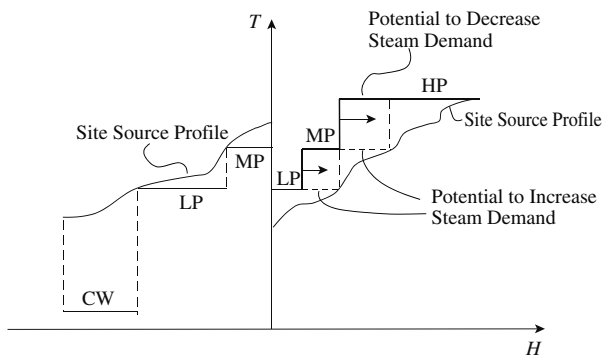 T
Potential to Decrease
Steam Demand
HP
Site Source Profile
Site Source Profile
MP
MP
LP
LP
Potential to Increase
Steam Demand
CW
H